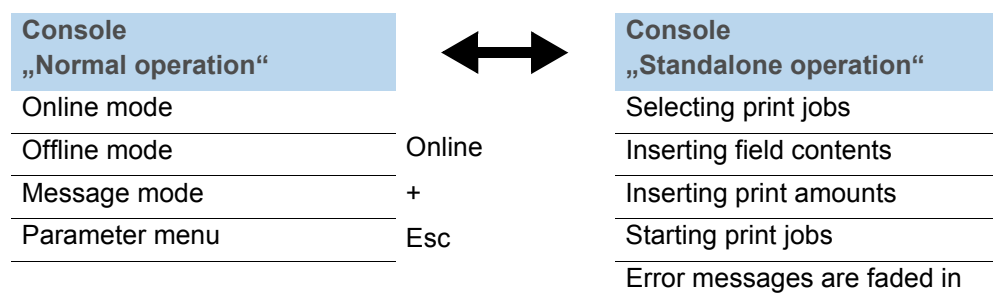 Console
„Normal operation“
Online mode
Offline mode
Message mode
Parameter menu
Online
+
Esc
Console
„Standalone operation“
Selecting print jobs
Inserting field contents
Inserting print amounts
Starting print jobs
Error messages are faded in